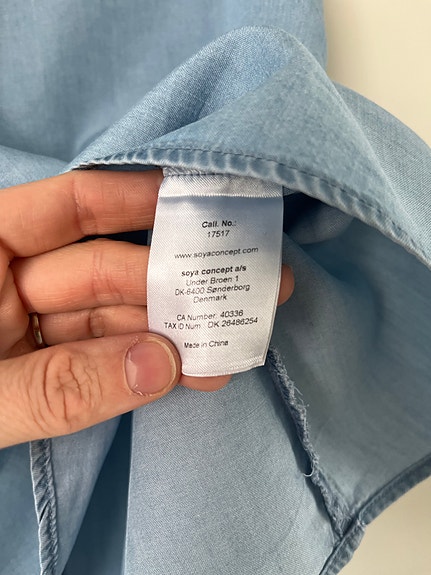 Call. No.:
17517
www.soyaconcept.com
soya concept a/s
Under Broen 1
DK-6400 Sønderborg
Denmark
CA Number: 40336
TAX ID Num.: DK 26486254
Made in China